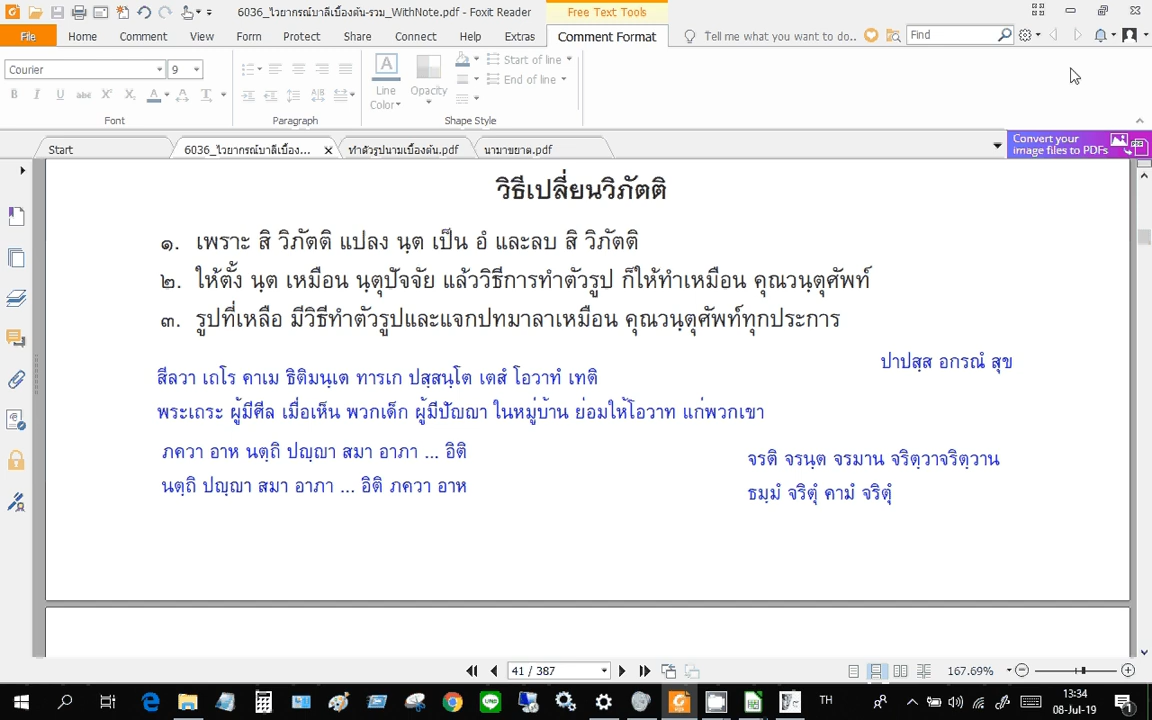 6036_ไวยากรณ์บาลีเบื้องต้น-รวม_WithNote.pdf - Foxit Reader
Free Text Tools
File Home Comment View Form Protect Share Connect Help Extras Comment Format Tell me what you want to do.. Find
Courier 9
Line Color Opacity
Start of line
End of line
Font Paragraph Shape Style
Start 6036_ไวยากรณ์บาลีเบื้อง... ทำตัวรูปนามเบื้องต้น.pdf นามาขยาต.pdf
Convert your
image files to PDFs
วิธีเปลี่ยนวิภัตติ
๑. เพราะ สิ วิภัตติ แปลง นฺต เป็น อํ และลบ สิ วิภัตติ
๒. ให้ตั้ง นฺต เหมือน นฺตุปัจจัย แล้ววิธีการทำตัวรูป ก็ให้ทำเหมือน คุณวนฺตุศัพท์
๓. รูปที่เหลือ มีวิธีทำตัวรูปและแจกปทมาลาเหมือน คุณวนฺตุศัพท์ทุกประการ
ปาปสฺส อกรณํ สุข
สีลวา เถโร คาเม ธิติมนฺเต ทารเก ปสฺสนฺโต เตสํ โอวาทํ เทติ
พระเถระ ผู้มีศีล เมื่อเห็น พวกเด็ก ผู้มีปัญญา ในหมู่บ้าน ย่อมให้โอวาท แก่พวกเขา
ภควา อาห นตฺถิ ปญฺญา สมา อาภา ... อิติ
นตฺถิ ปญฺญา สมา อาภา ... อิติ ภควา อาห
จรติ จรนฺต จรมาน จริตฺวาจริตฺวาน
ธมฺมํ จริตุํ คามํ จริตุํ
41 / 387
167.69%
TH
13:34
08-Jul-19